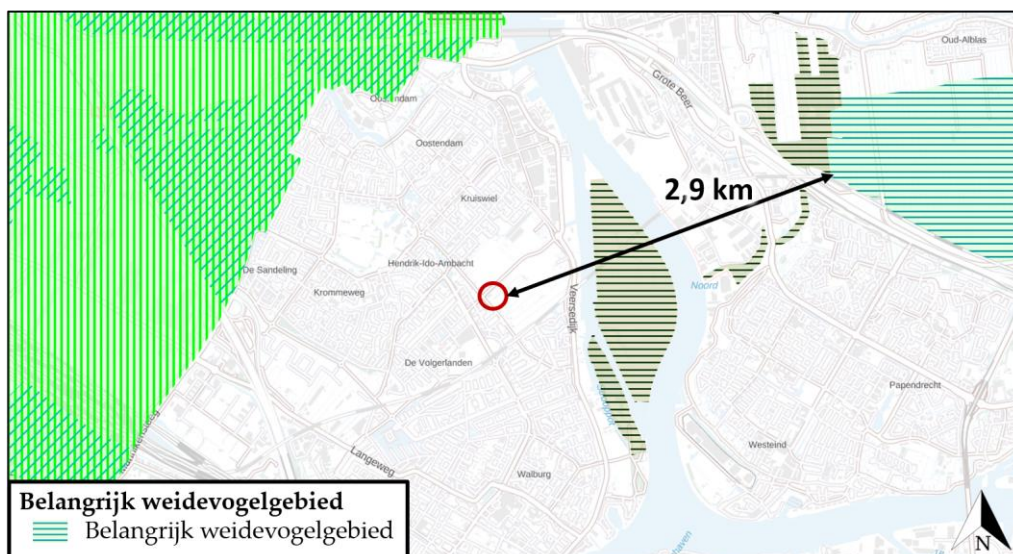 Oud-Alblas
Grote Beer
Oostendam
Oostendam
2,9 km
Kruiswiel
Hendrik-Ido-Ambacht
De Sandeling
Krommeweg
Noord
Veersedijk
De Volgerlanden
Papendrecht
Westeind
Langeweg
Walburg
Belangrijk weidevogelgebied
Belangrijk weidevogelgebied
N